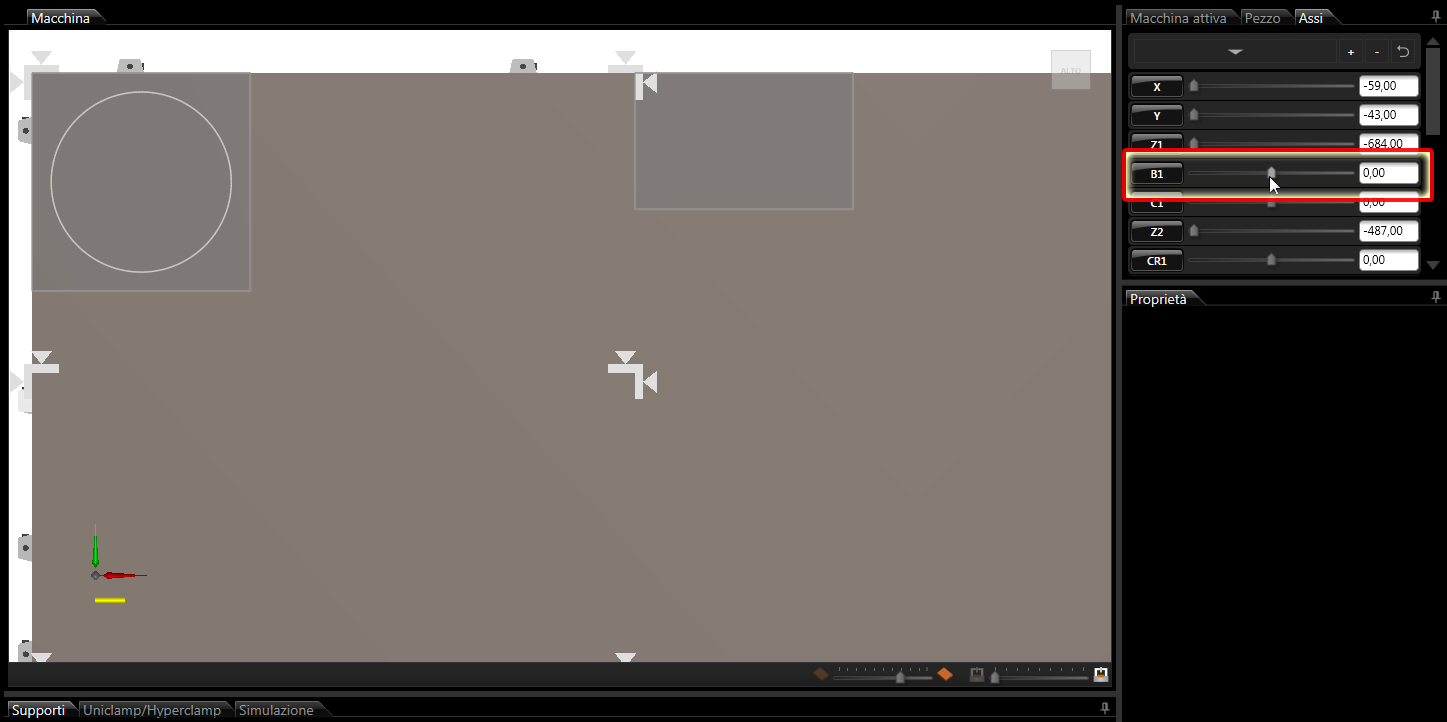 Macchina
Macchina attiva Pezzo Assi
+ -
ALTO
X -59,00
Y -43,00
Z1 -684,00
B1 0,00
C1 0,00
Z2 -487,00
CR1 0,00
Proprietà
Supporti Uniclamp/Hyperclamp Simulazione